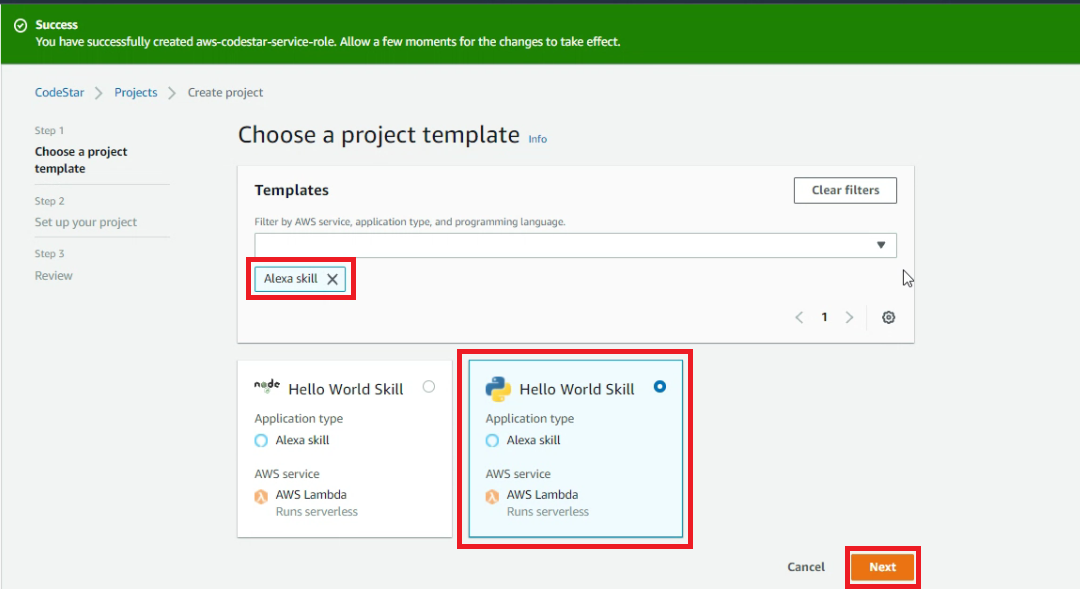 Success
You have successfully created aws-codestar-service-role. Allow a few moments for the changes to take effect.
CodeStar > Projects > Create project
Step 1
Choose a project
template
Step 2
Set up your project
Step 3
Review
Choose a project template Info
Templates
Clear filters
Filter by AWS service, application type, and programming language.
Alexa skill
1
node Hello World Skill
Application type
Alexa skill
AWS service
AWS Lambda
Runs serverless
Hello World Skill
Application type
Alexa skill
AWS service
AWS Lambda
Runs serverless
Cancel
Next